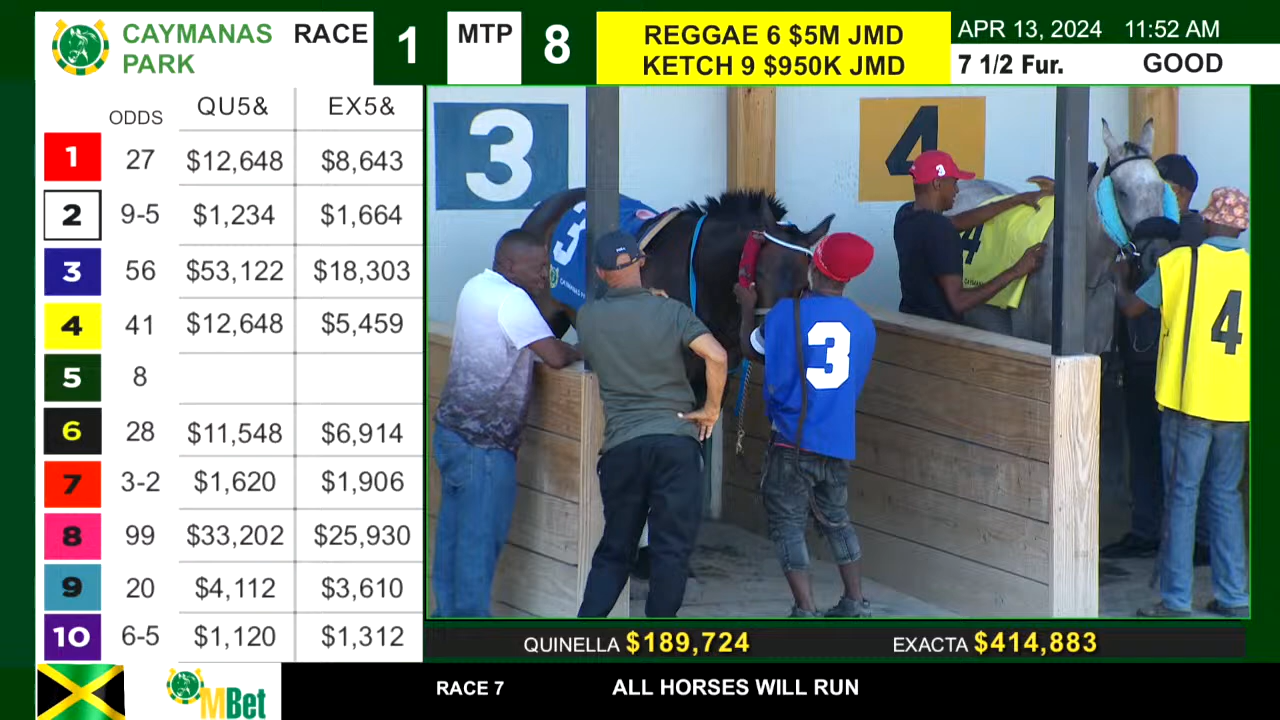 CAYMANAS PARK
RACE 1
MTP 8
REGGAE 6 $5M JMD
KETCH 9 $950K JMD
APR 13, 2024 11:52 AM
7 1/2 Fur. GOOD
ODDS QU5& EX5&
1 27 $12,648 $8,643
2 9-5 $1,234 $1,664
3 56 $53,122 $18,303
4 41 $12,648 $5,459
5 8
6 28 $11,548 $6,914
7 3-2 $1,620 $1,906
8 99 $33,202 $25,930
9 20 $4,112 $3,610
10 6-5 $1,120 $1,312
3
4
3
3
4
3
4
QUINELLA $189,724 EXACTA $414,883
MBet
RACE 7 ALL HORSES WILL RUN